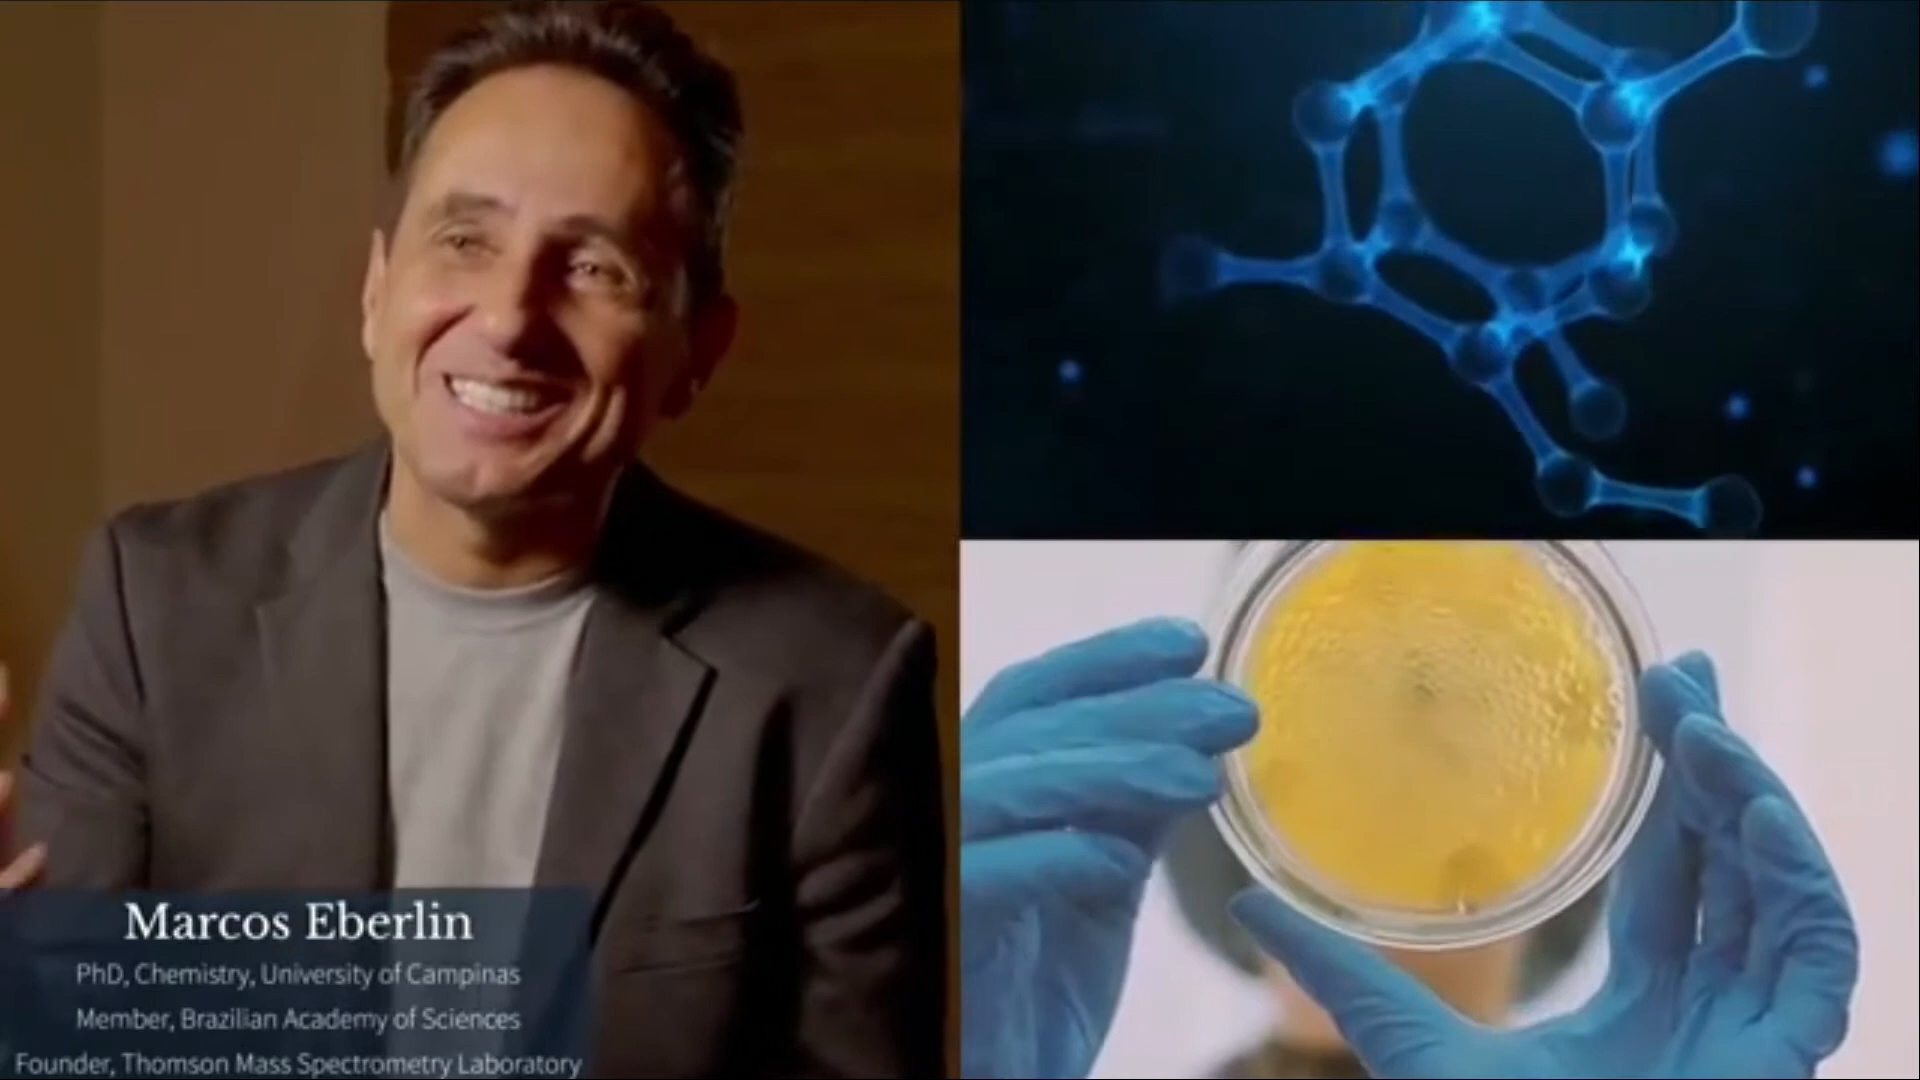 Marcos Eberlin
PhD, Chemistry, University of Campinas
Member, Brazilian Academy of Sciences
Founder, Thomson Mass Spectrometry Laboratory